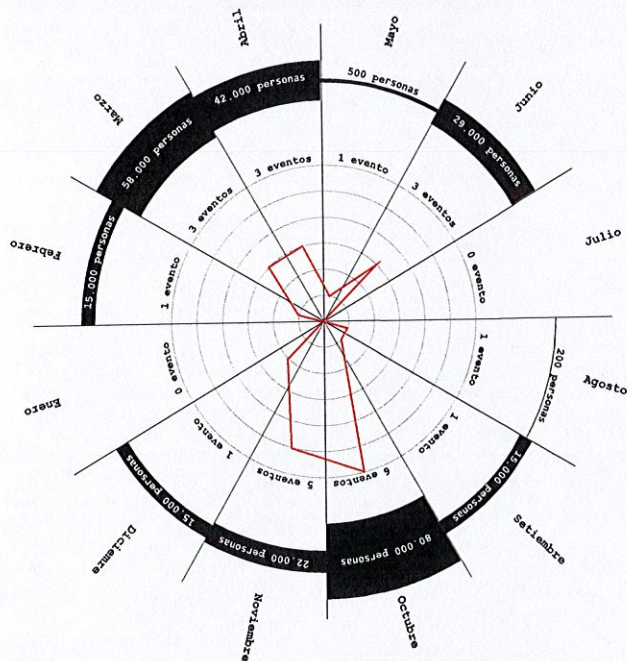 Enero
0 evento
Febrero
15.000 personas
1 evento
Marzo
58.000 personas
3 eventos
Abril
42.000 personas
3 eventos
Mayo
500 personas
1 evento
Junio
29.000 personas
3 eventos
Julio
0 evento
Agosto
200 personas
1 evento
Setiembre
15.000 personas
1 evento
Octubre
80.000 personas
6 eventos
Noviembre
22.000 personas
5 eventos
Diciembre
15.000 personas
1 evento